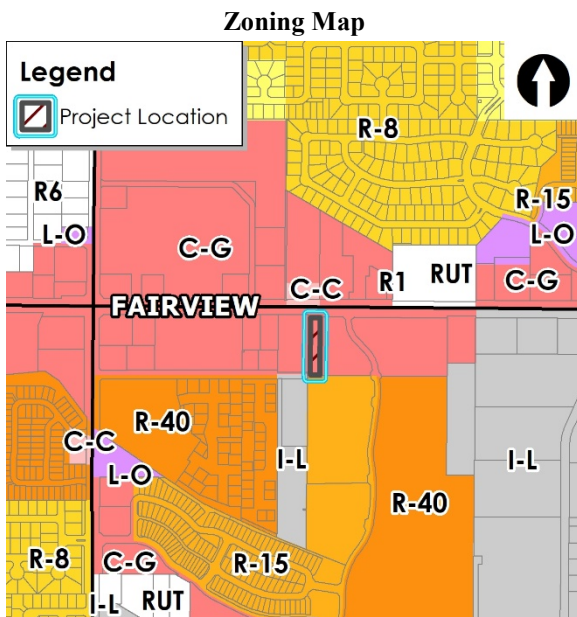 Zoning Map
Legend
Project Location
R-8
R6
R-15
L-O
L-O
C-G
C-C
R1
RUT
C-G
FAIRVIEW
R-40
C-C
I-L
I-L
L-O
R-40
R-8
C-G
R-15
I-L
RUT